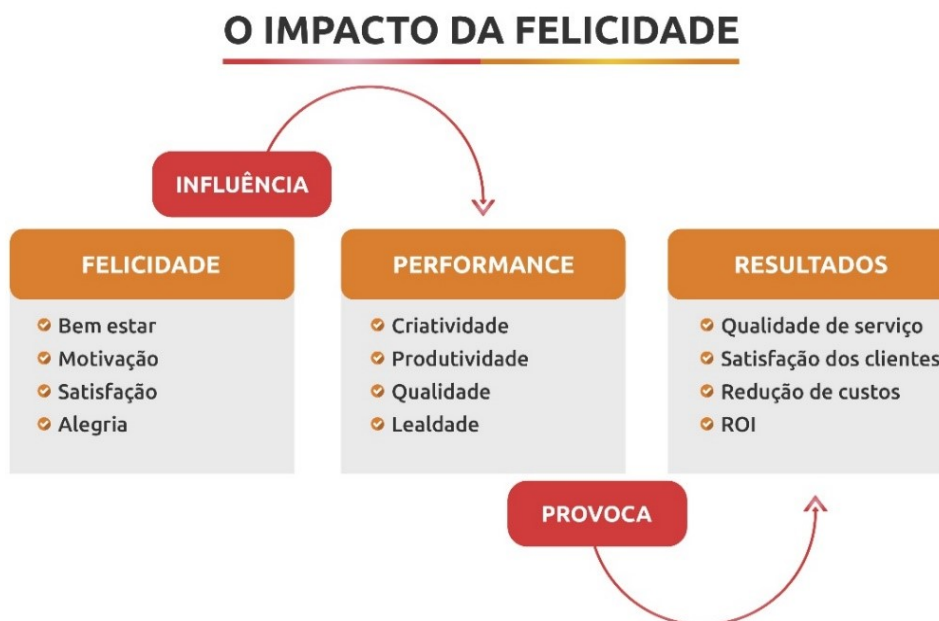 O IMPACTO DA FELICIDADE
INFLUÊNCIA
FELICIDADE
Bem estar
Motivação
Satisfação
Alegria
PERFORMANCE
Criatividade
Produtividade
Qualidade
Lealdade
RESULTADOS
Qualidade de serviço
Satisfação dos clientes
Redução de custos
ROI
PROVOCA